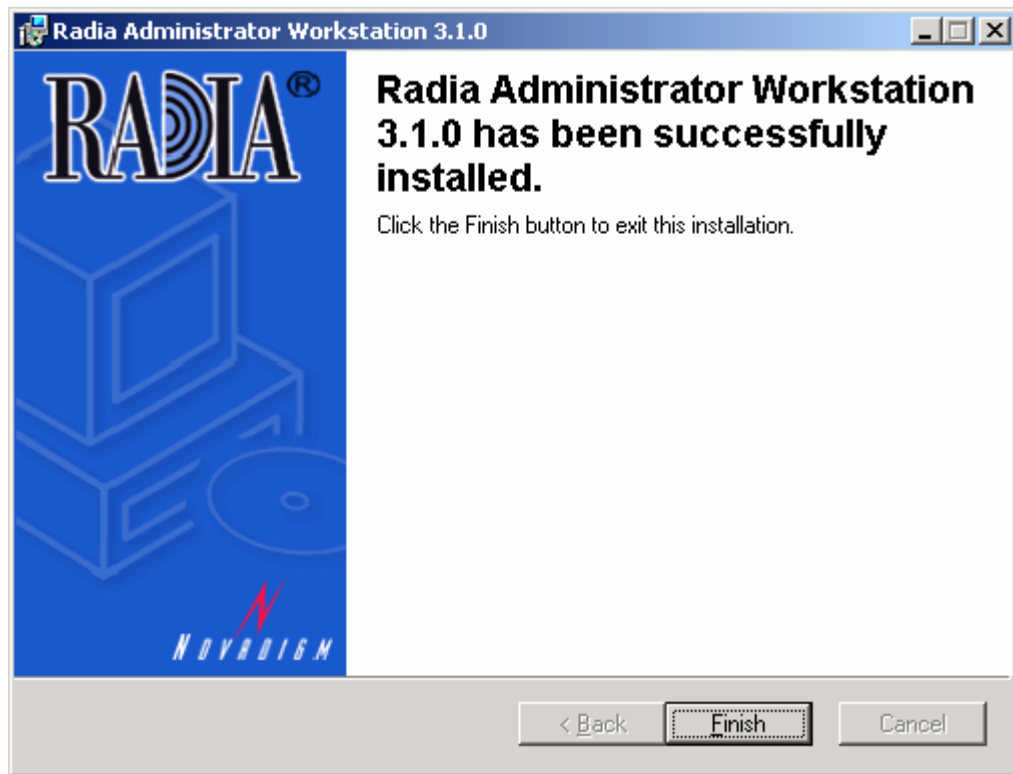 Radia Administrator Workstation 3.1.0
RADIA®
Radia Administrator Workstation
3.1.0 has been successfully
installed.
Click the Finish button to exit this installation.
NOVADIGM
< Back
Finish
Cancel